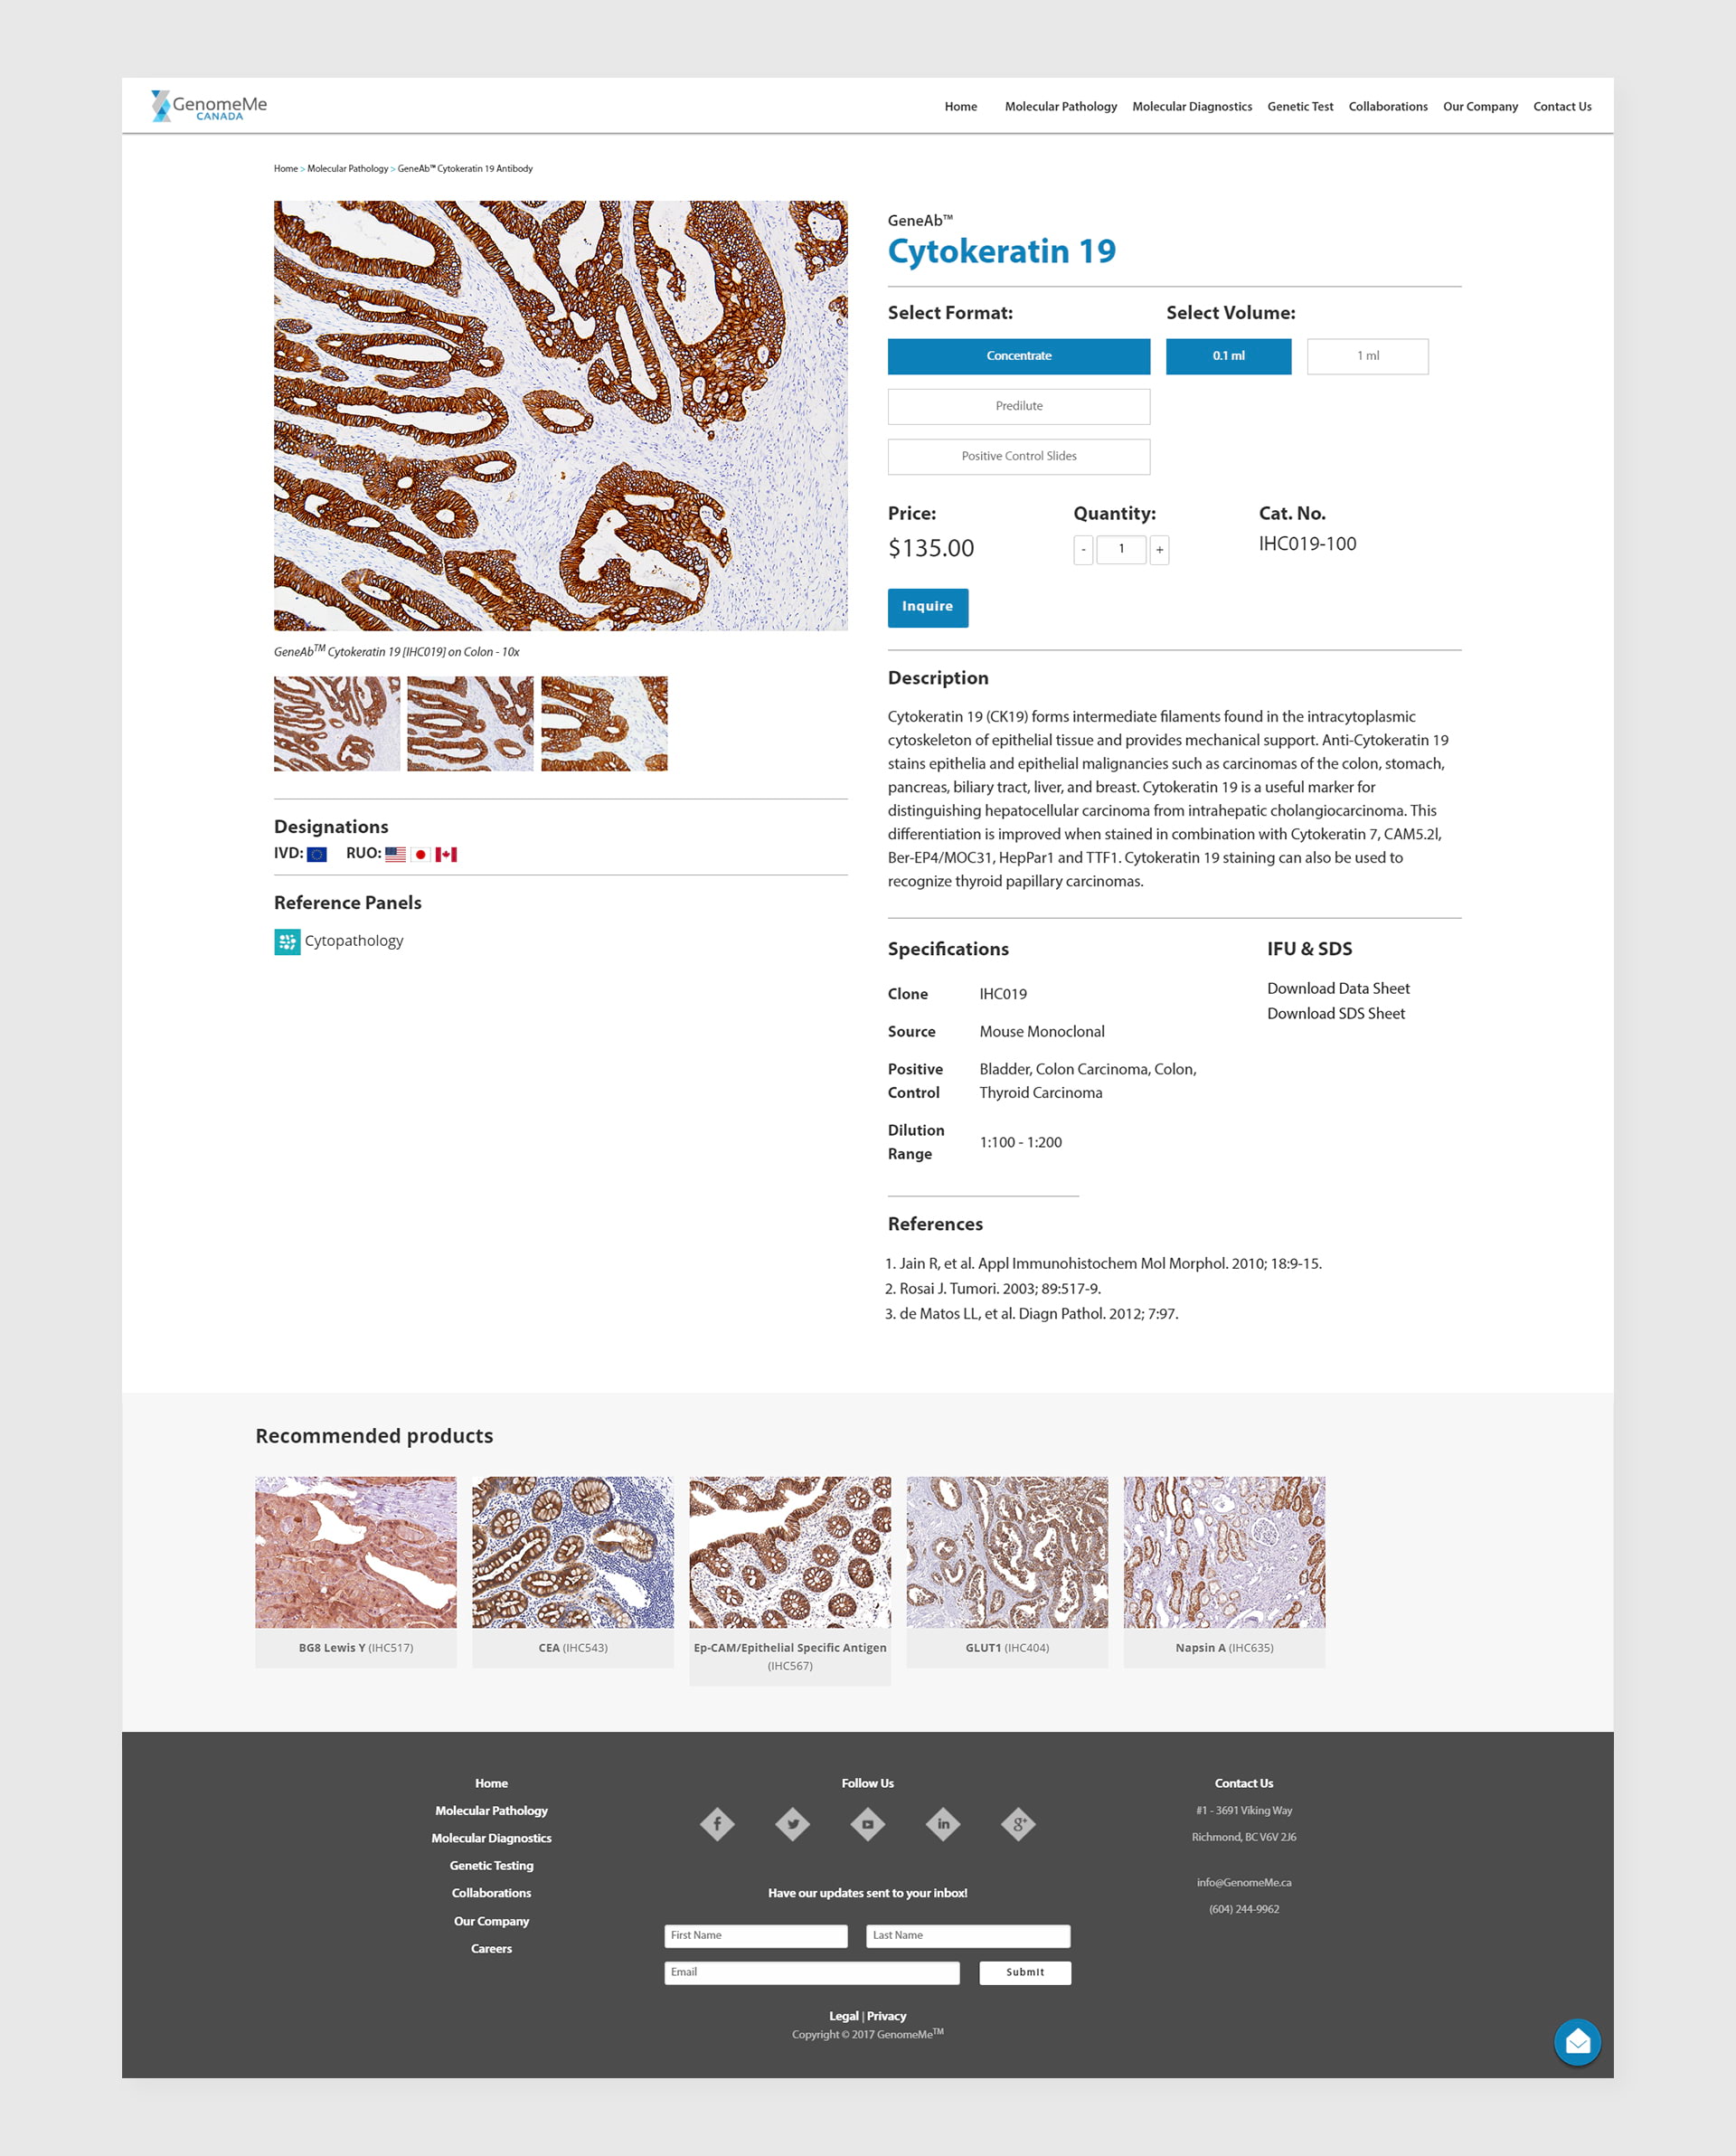 GenomeMe
CANADA
Home Molecular Pathology Molecular Diagnostics Genetic Test Collaborations Our Company Contact Us
Home > Molecular Pathology > GeneAb™ Cytokeratin 19 Antibody
GeneAb™ Cytokeratin 19 [IHC019] on Colon - 10x
Designations
IVD: RUO:
Reference Panels
Cytopathology
GeneAb™
Cytokeratin 19
Select Format: Select Volume:
Concentrate 0.1 ml 1 ml
Predilute
Positive Control Slides
Price: Quantity: Cat. No.
$135.00 - 1 + IHC019-100
Inquire
Description
Cytokeratin 19 (CK19) forms intermediate filaments found in the intracytoplasmic
cytoskeleton of epithelial tissue and provides mechanical support. Anti-Cytokeratin 19
stains epithelia and epithelial malignancies such as carcinomas of the colon, stomach,
pancreas, biliary tract, liver, and breast. Cytokeratin 19 is a useful marker for
distinguishing hepatocellular carcinoma from intrahepatic cholangiocarcinoma. This
differentiation is improved when stained in combination with Cytokeratin 7, CAM5.2l,
Ber-EP4/MOC31, HepPar1 and TTF1. Cytokeratin 19 staining can also be used to
recognize thyroid papillary carcinomas.
Specifications
Clone IHC019
Source Mouse Monoclonal
Positive Bladder, Colon Carcinoma, Colon,
Control Thyroid Carcinoma
Dilution
Range
1:100 - 1:200
IFU & SDS
Download Data Sheet
Download SDS Sheet
References
1. Jain R, et al. Appl Immunohistochem Mol Morphol. 2010; 18:9-15.
2. Rosai J. Tumori. 2003; 89:517-9.
3. de Matos LL, et al. Diagn Pathol. 2012; 7:97.
Recommended products
BG8 Lewis Y (IHC517)
CEA (IHC543)
Ep-CAM/Epithelial Specific Antigen
(IHC567)
GLUT1 (IHC404)
Napsin A (IHC635)
Home
Molecular Pathology
Molecular Diagnostics
Genetic Testing
Collaborations
Our Company
Careers
Follow Us
f in g+
Have our updates sent to your inbox!
First Name Last Name
Email Submit
Legal | Privacy
Copyright © 2017 GenomeMe™
Contact Us
#1 - 3691 Viking Way
Richmond, BC V6V 2J6
info@GenomeMe.ca
(604) 244-9962